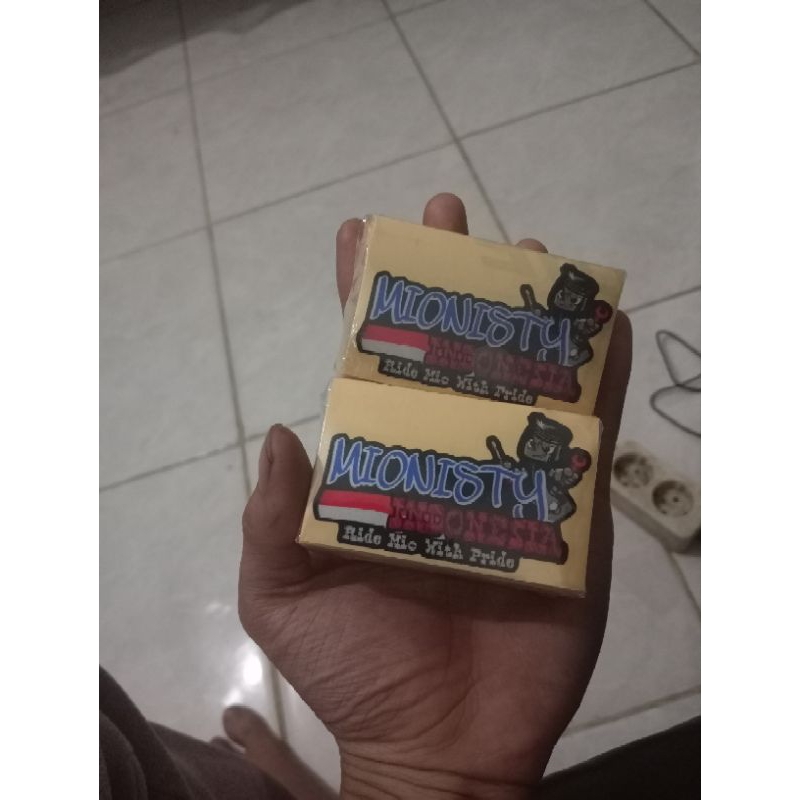 MIONISTY
INDONESIA
Ride Mio With Pride
MIONISTY
INDONESIA
Ride Mio With Pride